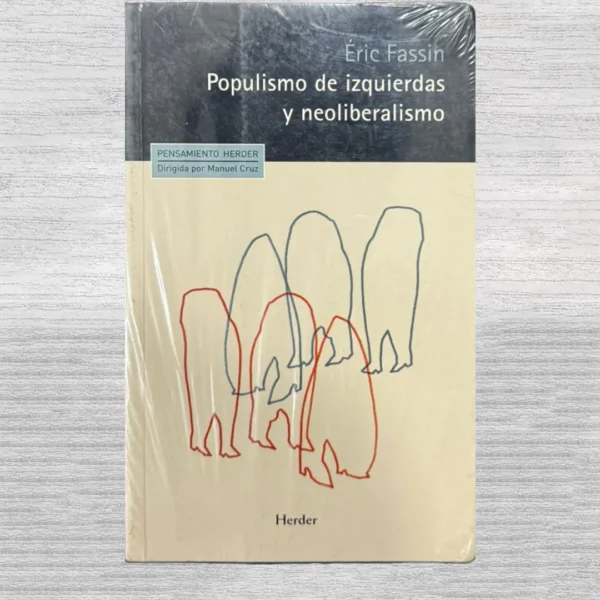 Éric Fassin
Populismo de izquierdas
y neoliberalismo
PENSAMIENTO HERDER
Dirigida por Manuel Cruz
Herder